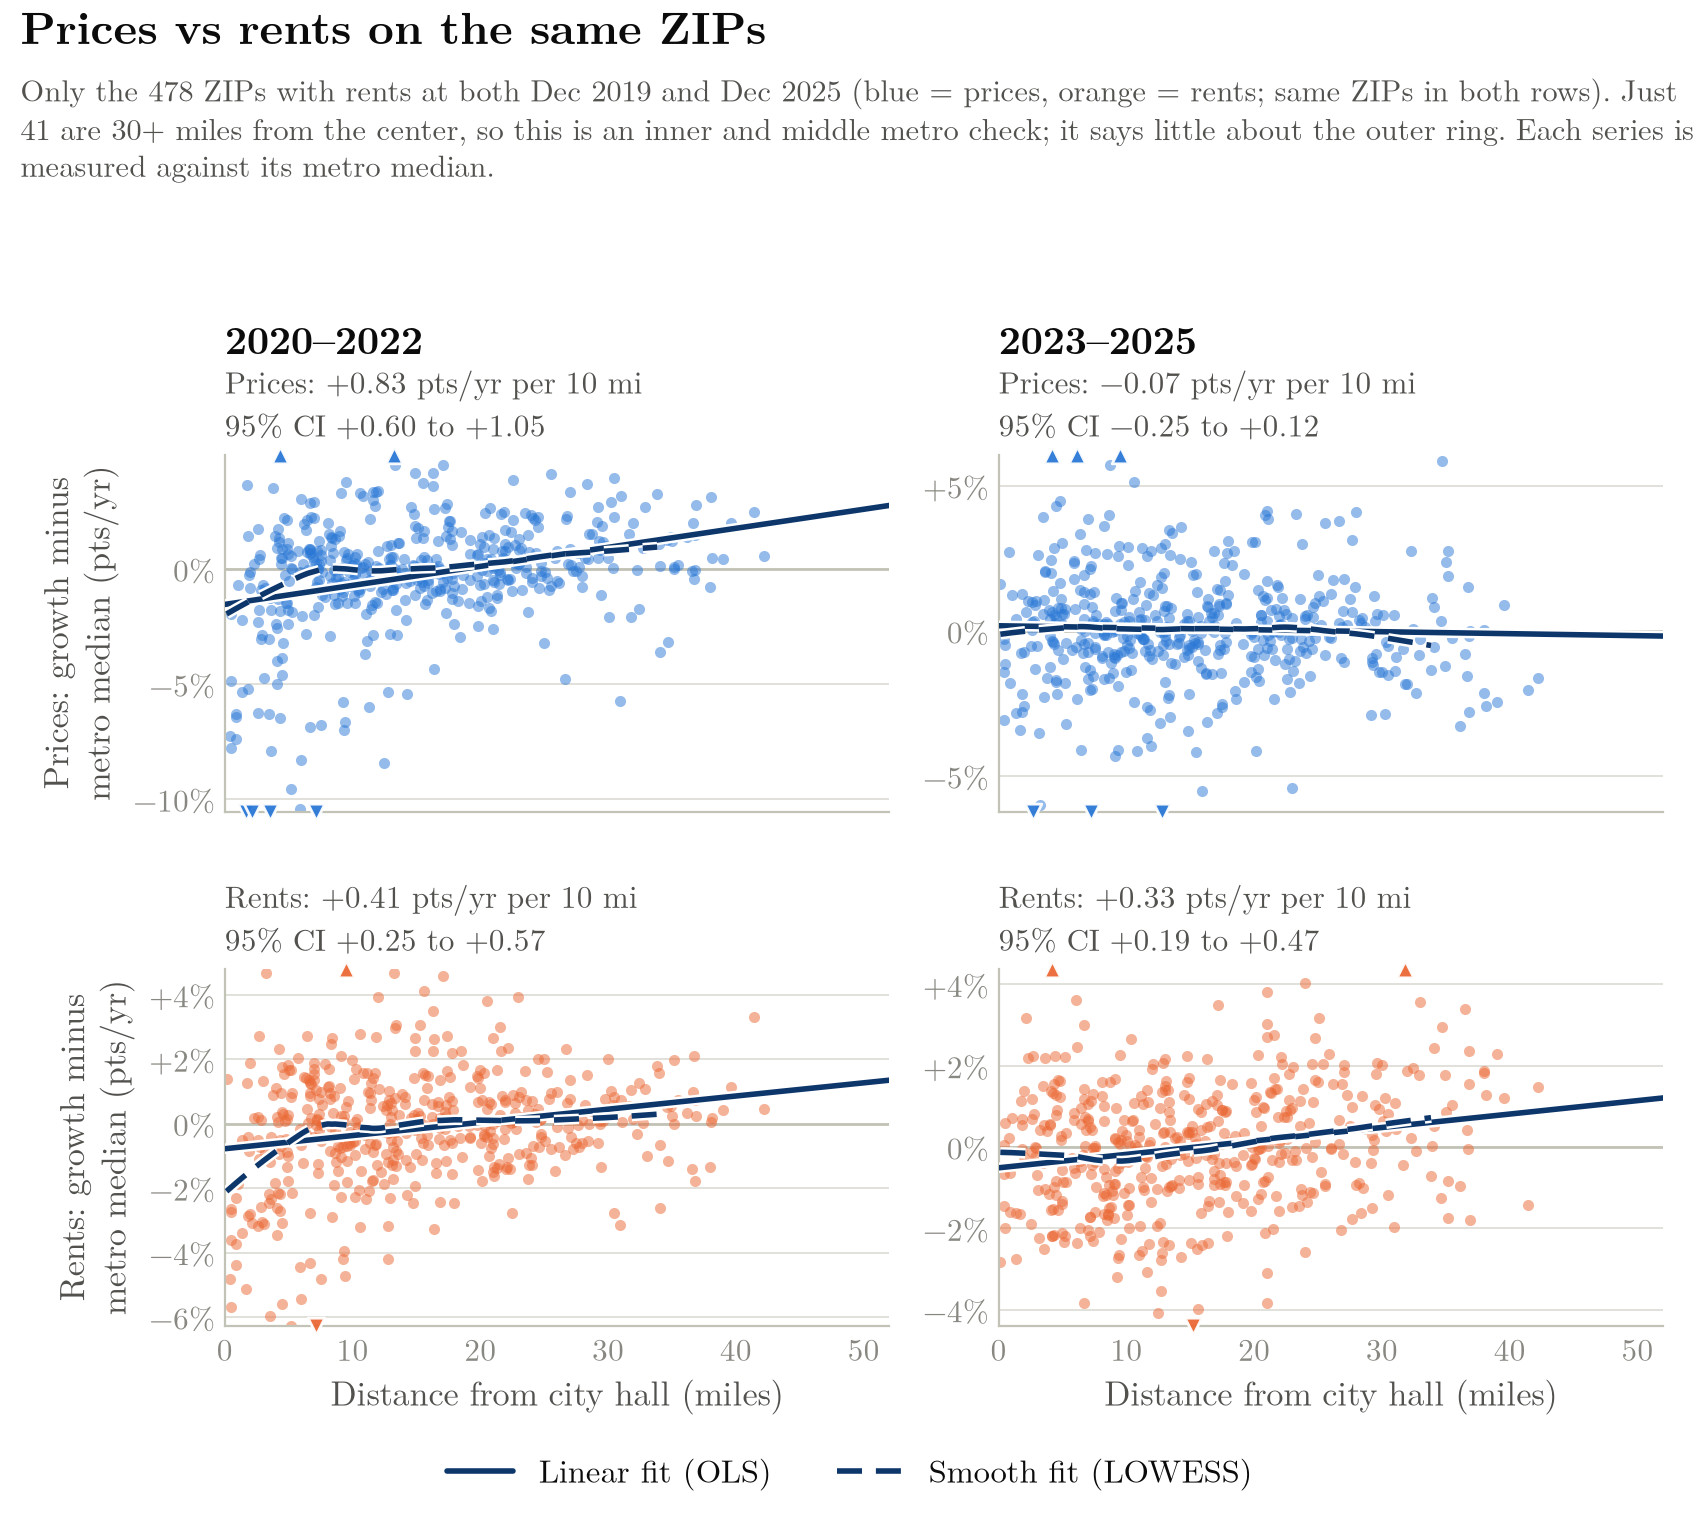 Prices vs rents on the same ZIPs
Only the 478 ZIPs with rents at both Dec 2019 and Dec 2025 (blue = prices, orange = rents; same ZIPs in both rows). Just
41 are 30+ miles from the center, so this is an inner and middle metro check; it says little about the outer ring. Each series is
measured against its metro median.
2020–2022
Prices: +0.83 pts/yr per 10 mi
95% CI +0.60 to +1.05
Prices: growth minus
metro median (pts/yr)
0%
−5%
−10%
2023–2025
Prices: −0.07 pts/yr per 10 mi
95% CI −0.25 to +0.12
+5%
0%
−5%
Rents: +0.41 pts/yr per 10 mi
95% CI +0.25 to +0.57
Rents: growth minus
metro median (pts/yr)
+4%
+2%
0%
−2%
−4%
−6%
0 10 20 30 40 50
Distance from city hall (miles)
Rents: +0.33 pts/yr per 10 mi
95% CI +0.19 to +0.47
+4%
+2%
0%
−2%
−4%
0 10 20 30 40 50
Distance from city hall (miles)
Linear fit (OLS)
Smooth fit (LOWESS)